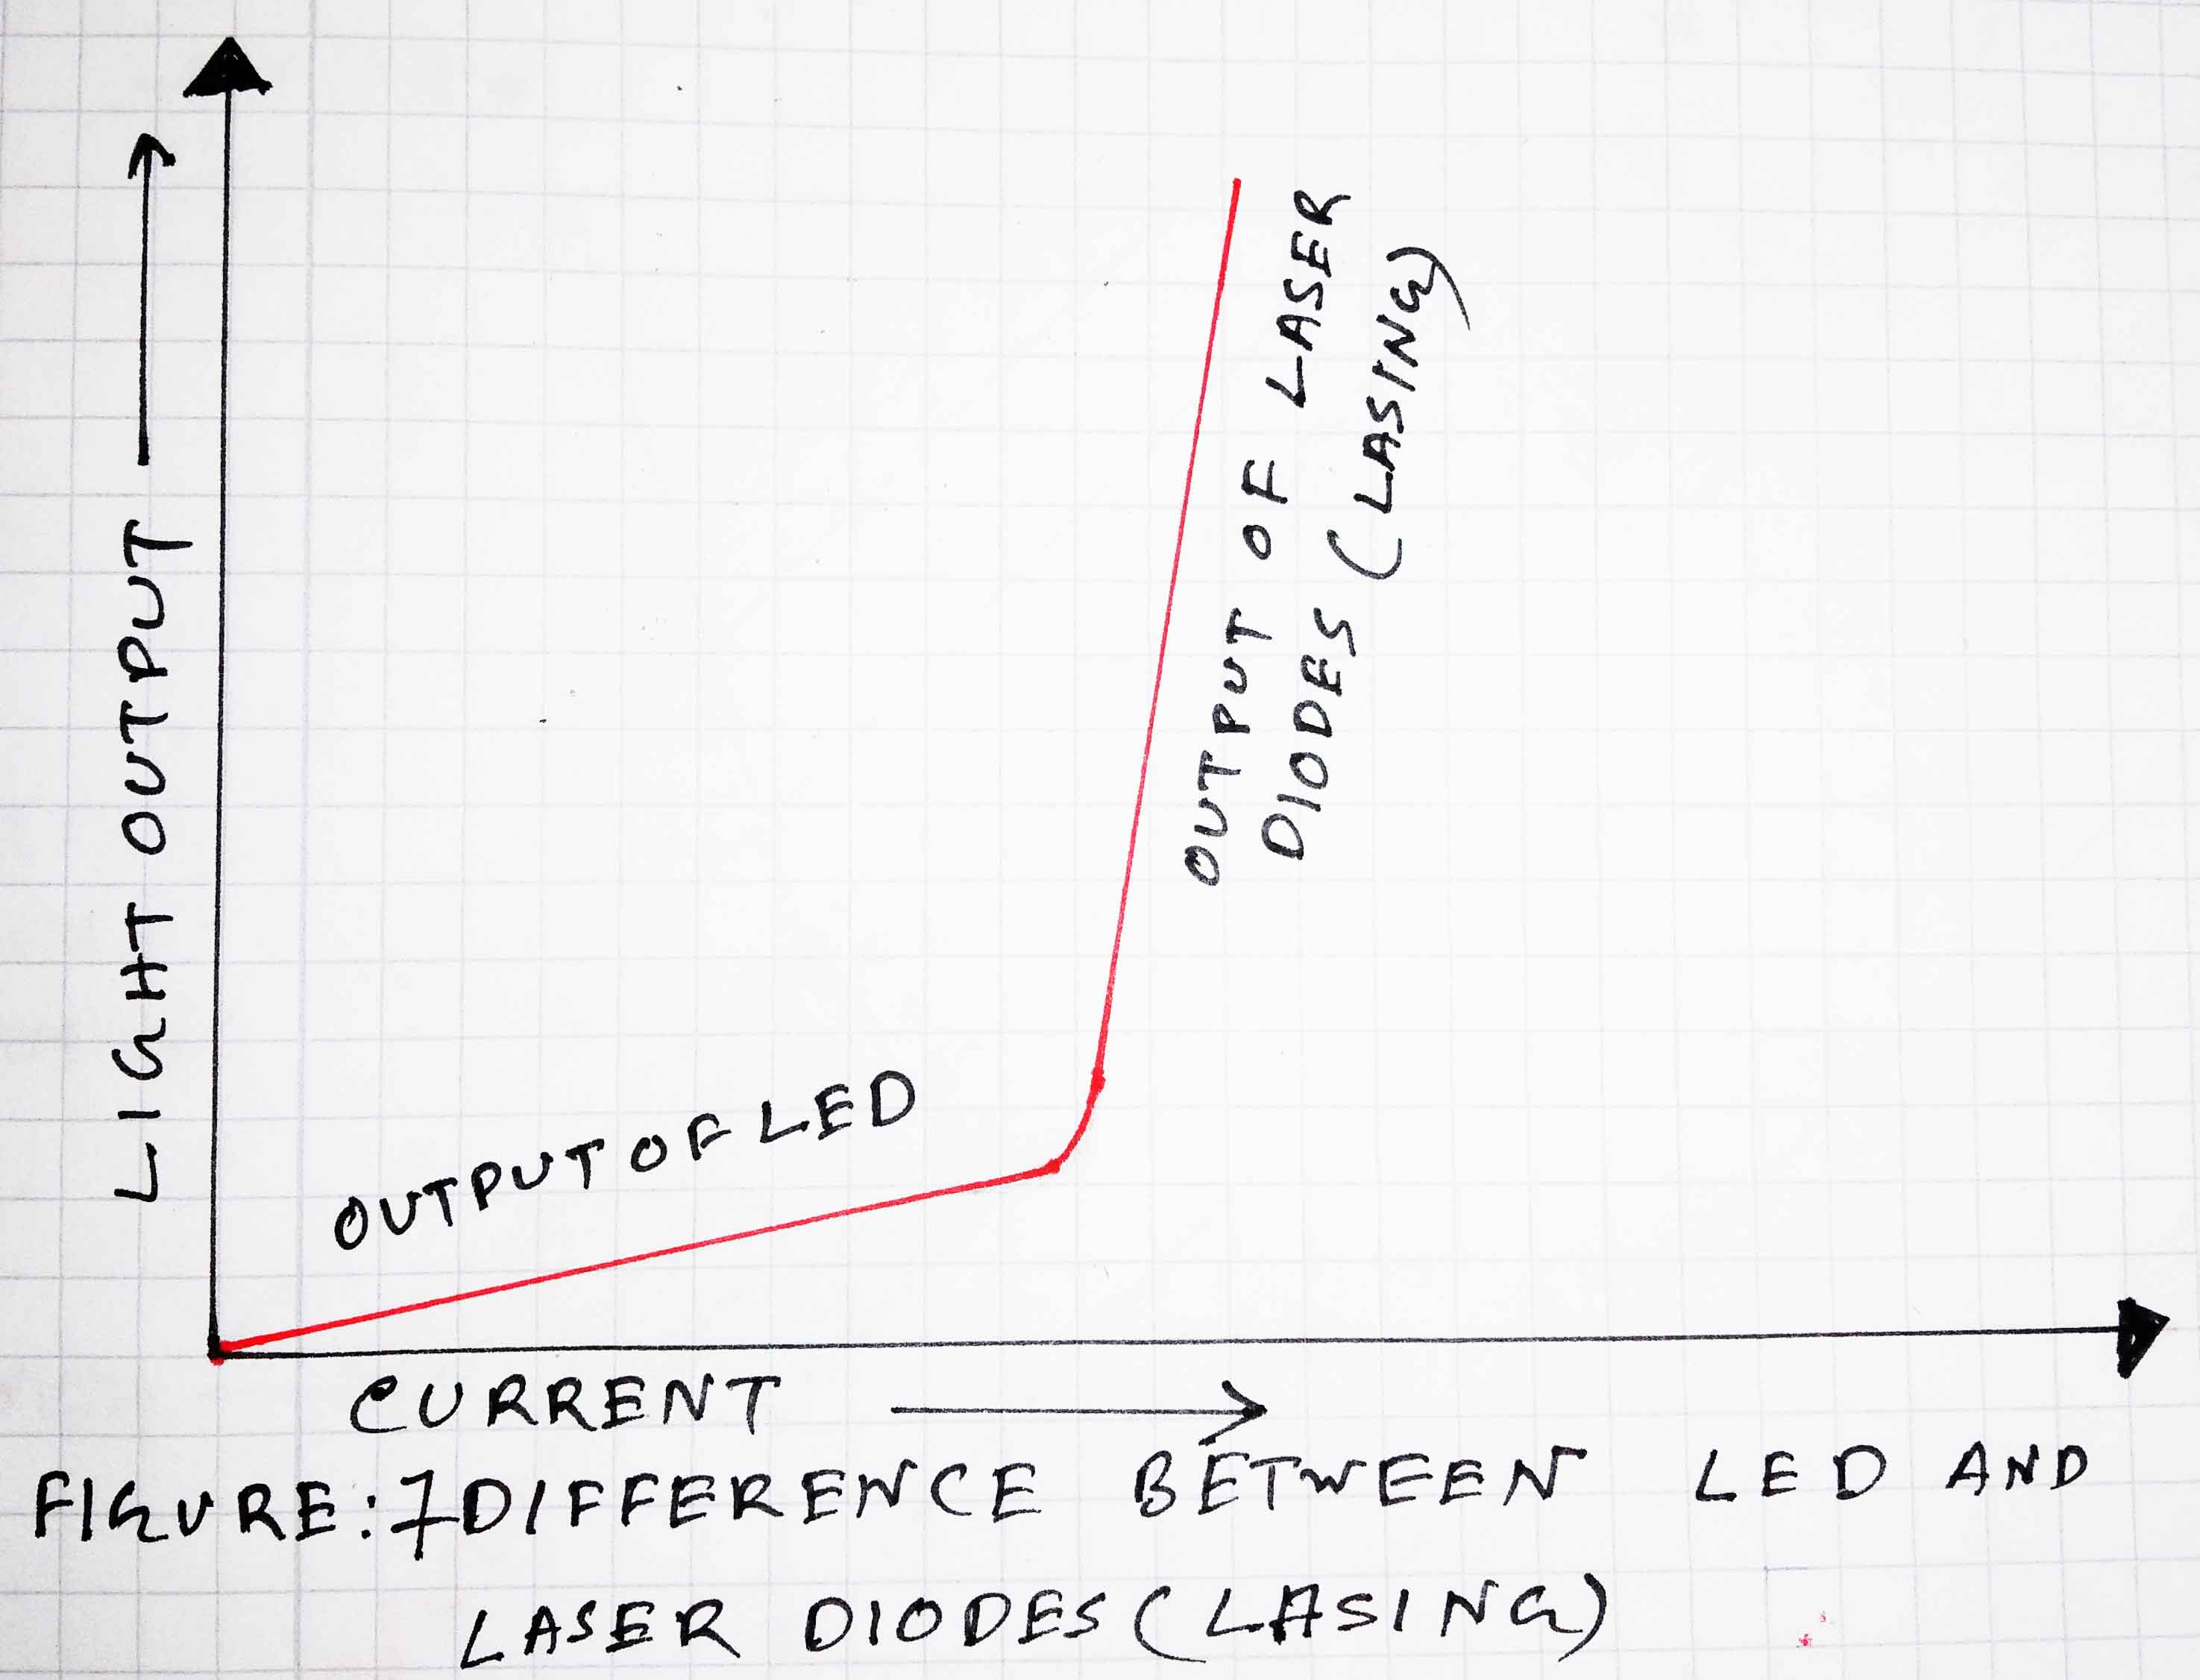 LIGHT OUTPUT
OUTPUT OF LASER
DIODES (LASING)
OUTPUT OF LED
CURRENT
FIGURE:7 DIFFERENCE BETWEEN LED AND
LASER DIODES (LASING)